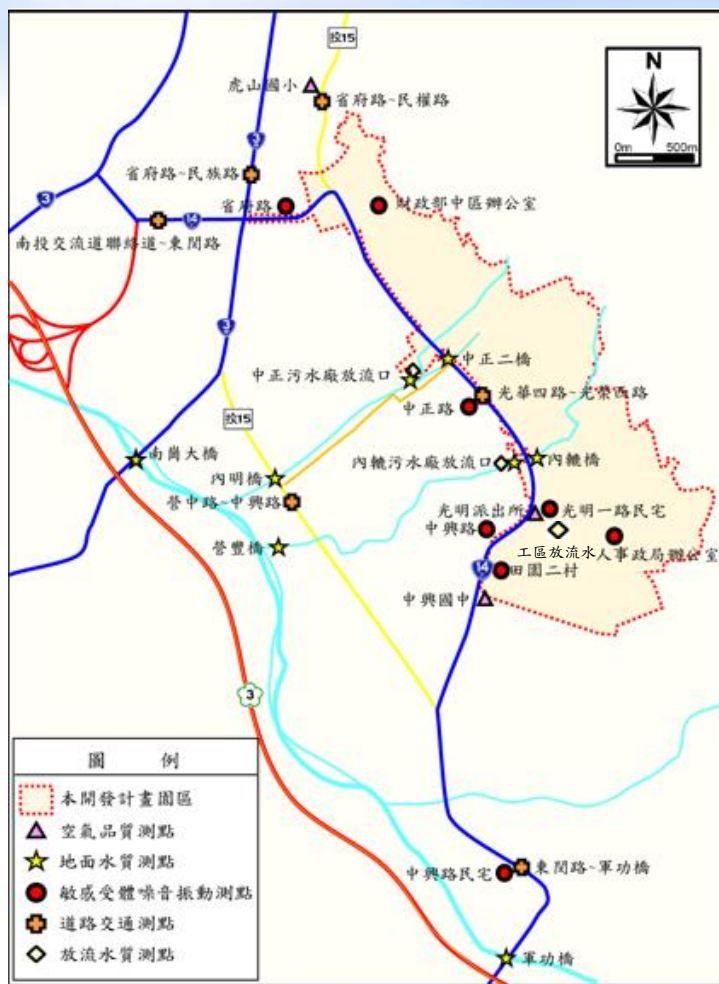 投15
N
0m 500m
虎山國小
省府路~民權路
3
省府路~民族路
3
省府路
財政部中區辦公室
14
南投交流道聯絡道~東閔路
3
中正二橋
中正污水廠放流口
光華四路~光榮西路
中正路
投15
南崗大橋
內轆污水廠放流口
內轆橋
內明橋
營中路~中興路
光明派出所
光明一路民宅
中興路
工區放流水
人事政局辦公室
營豐橋
14
田園二村
中興國中
3
圖 例
本開發計畫園區
空氣品質測點
地面水質測點
敏感受體噪音振動測點
道路交通測點
放流水質測點
中興路民宅
東閔路~軍功橋
軍功橋